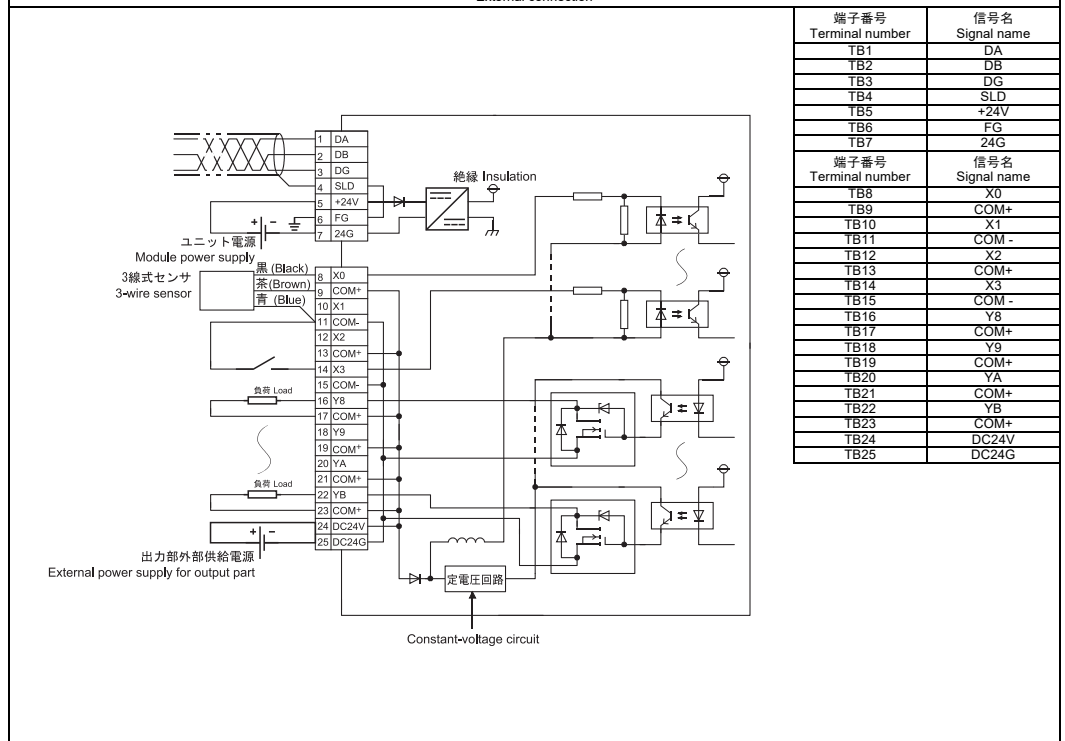 External connection
端子番号 信号名
Terminal number Signal name
TB1 DA
TB2 DB
TB3 DG
TB4 SLD
TB5 +24V
TB6 FG
TB7 24G
端子番号 信号名
Terminal number Signal name
TB8 X0
TB9 COM+
TB10 X1
TB11 COM -
TB12 X2
TB13 COM+
TB14 X3
TB15 COM -
TB16 Y8
TB17 COM+
TB18 Y9
TB19 COM+
TB20 YA
TB21 COM+
TB22 YB
TB23 COM+
TB24 DC24V
TB25 DC24G
1 DA
2 DB
3 DG
4 SLD
5 +24V
6 FG
7 24G
絶縁 Insulation
+ -
ユニット電源
Module power supply
3線式センサ
3-wire sensor
黒 (Black)
茶(Brown)
青 (Blue)
8 X0
9 COM+
10 X1
11 COM-
12 X2
13 COM+
14 X3
15 COM-
16 Y8
17 COM+
18 Y9
19 COM+
20 YA
21 COM+
22 YB
23 COM+
24 DC24V
25 DC24G
負荷 Load
負荷 Load
+ -
出力部外部供給電源
External power supply for output part
定電圧回路
Constant-voltage circuit